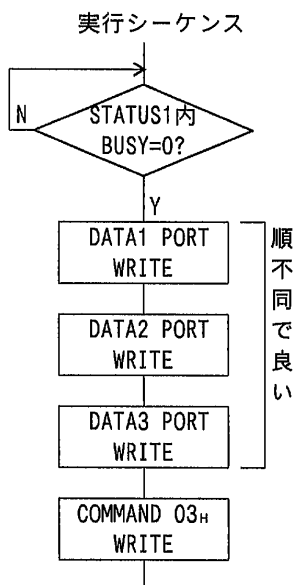 実行シーケンス
N
STATUS1内
BUSY=0?
Y
DATA1 PORT
WRITE
DATA2 PORT
WRITE
DATA3 PORT
WRITE
順不同で良い
COMMAND 03H
WRITE